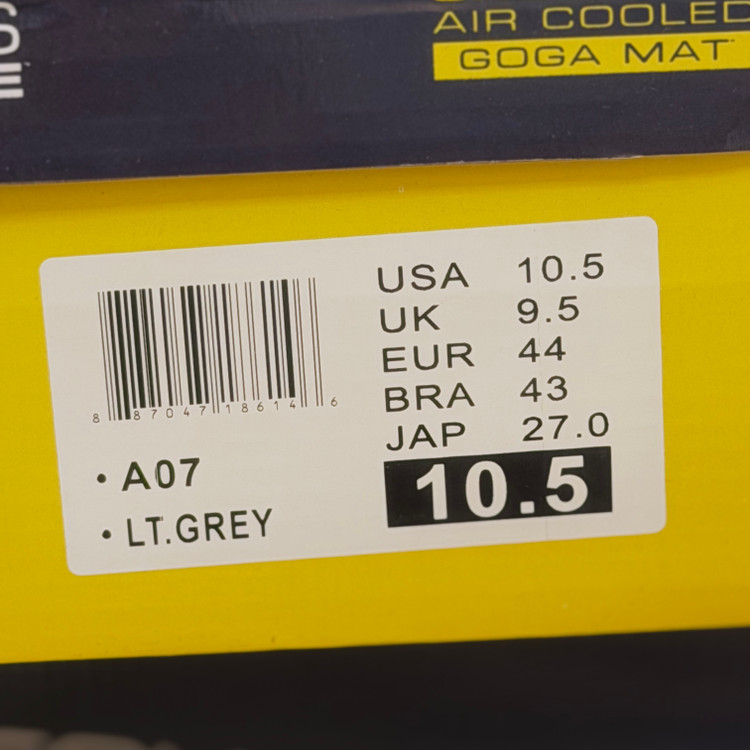 AIR COOLED
GOGA MAT
USA 10.5
UK 9.5
EUR 44
BRA 43
JAP 27.0
10.5
8 87047 18614 6
• A07
• LT.GREY